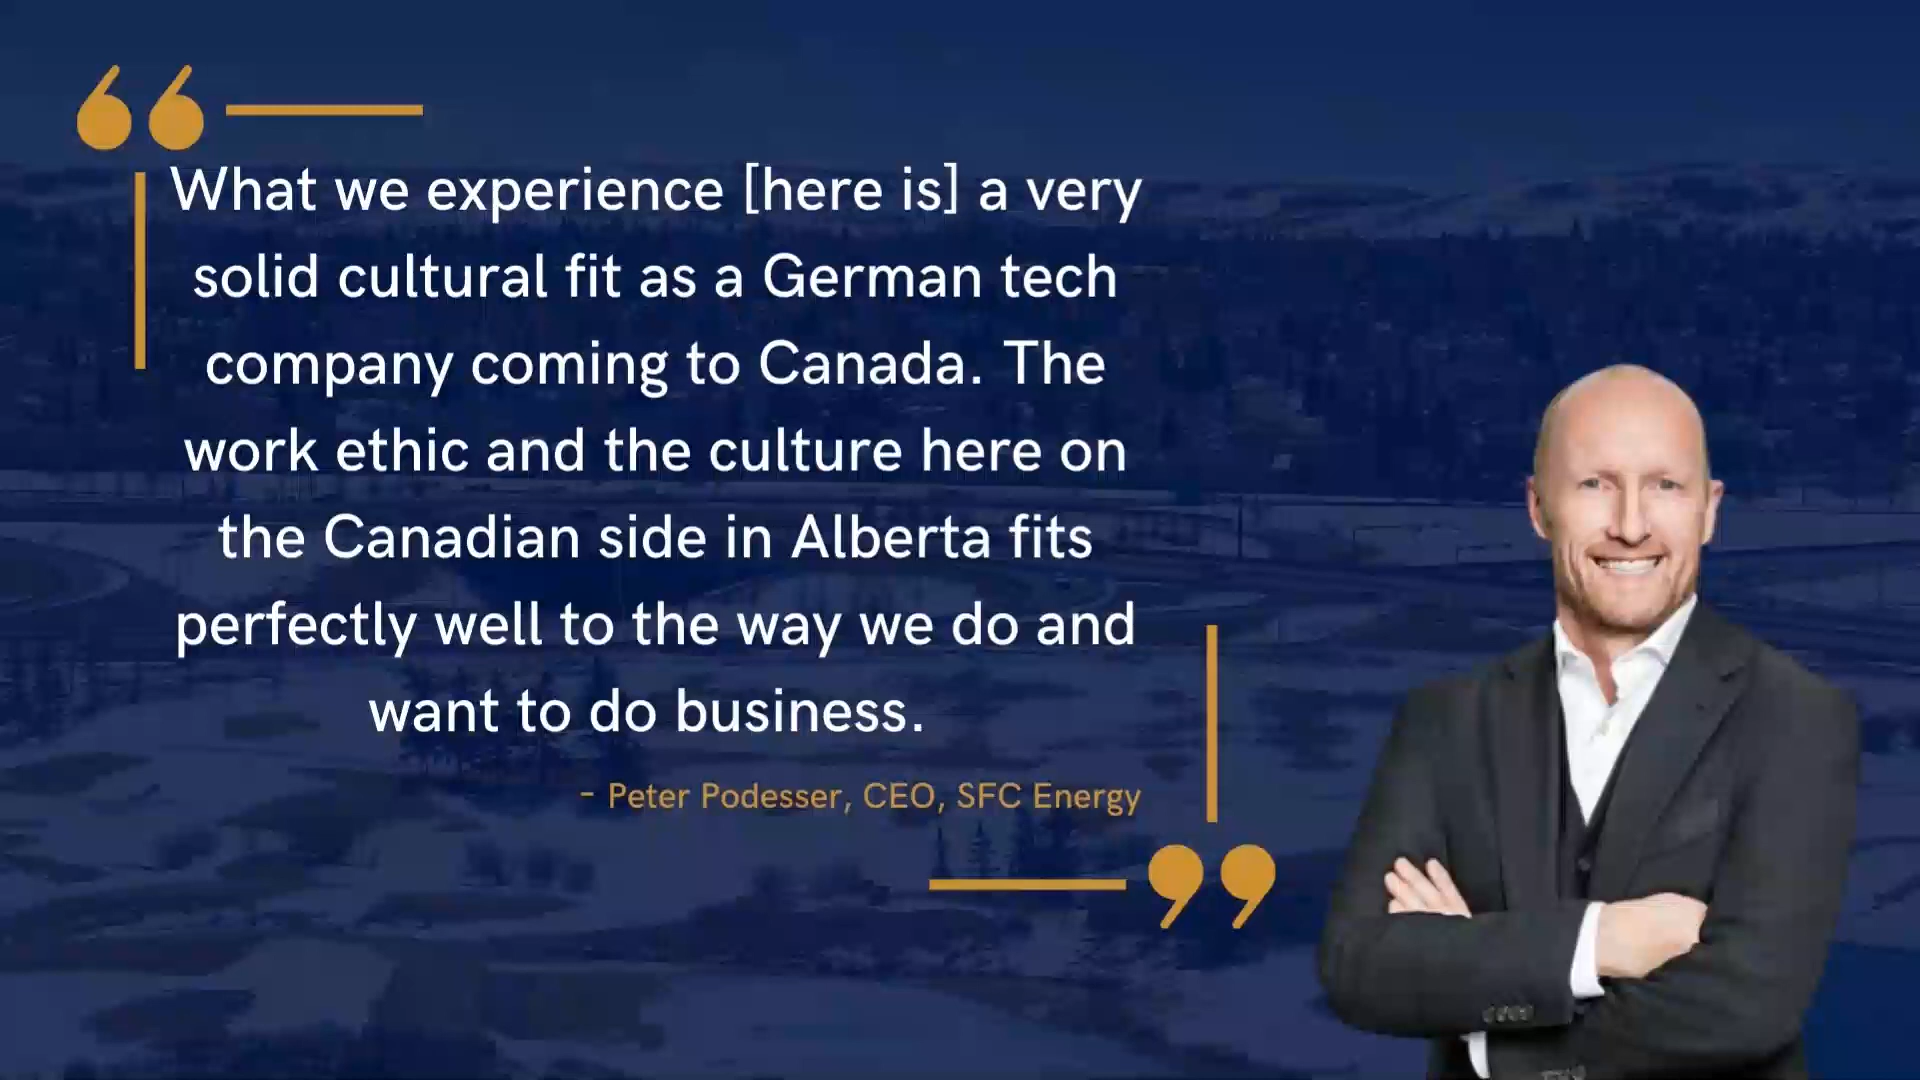 What we experience [here is] a very
solid cultural fit as a German tech
company coming to Canada. The
work ethic and the culture here on
the Canadian side in Alberta fits
perfectly well to the way we do and
want to do business.
- Peter Podesser, CEO, SFC Energy